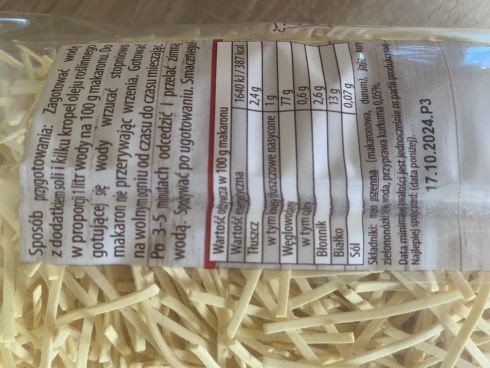 Sposób przygotowania: Zagotować wodę
z dodatkiem soli i kilku kropel oleju roślinnego
w proporcji 1 litr wody na 100 g makaronu. Do
gotującej się wody wrzucać stopniowo
makaron nie przerywając wrzenia. Gotować
na wolnym ogniu od czasu do czasu mieszając.
Po 3-5 minutach odcedzić i przelać zimną
wodą. Spożywać po ugotowaniu. Smacznego!
Wartość odżywcza w 100 g makaronu
Wartość energetyczna 1640 kJ / 387 kcal
Tłuszcz 2,4 g
w tym kwasy tłuszczowe nasycone 1 g
Węglowodany 77 g
w tym cukry 0,6 g
Błonnik 2,6 g
Białko 13 g
Sól 0,07 g
Składniki: mąka pszenna (makaronowa, durum),
woda, przyprawa kurkuma 0,05%.
Data minimalnej trwałości jest jednocześnie nr partii produkcyjnej.
Najlepiej spożyć przed: (data poniżej).
17.10.2024.P3